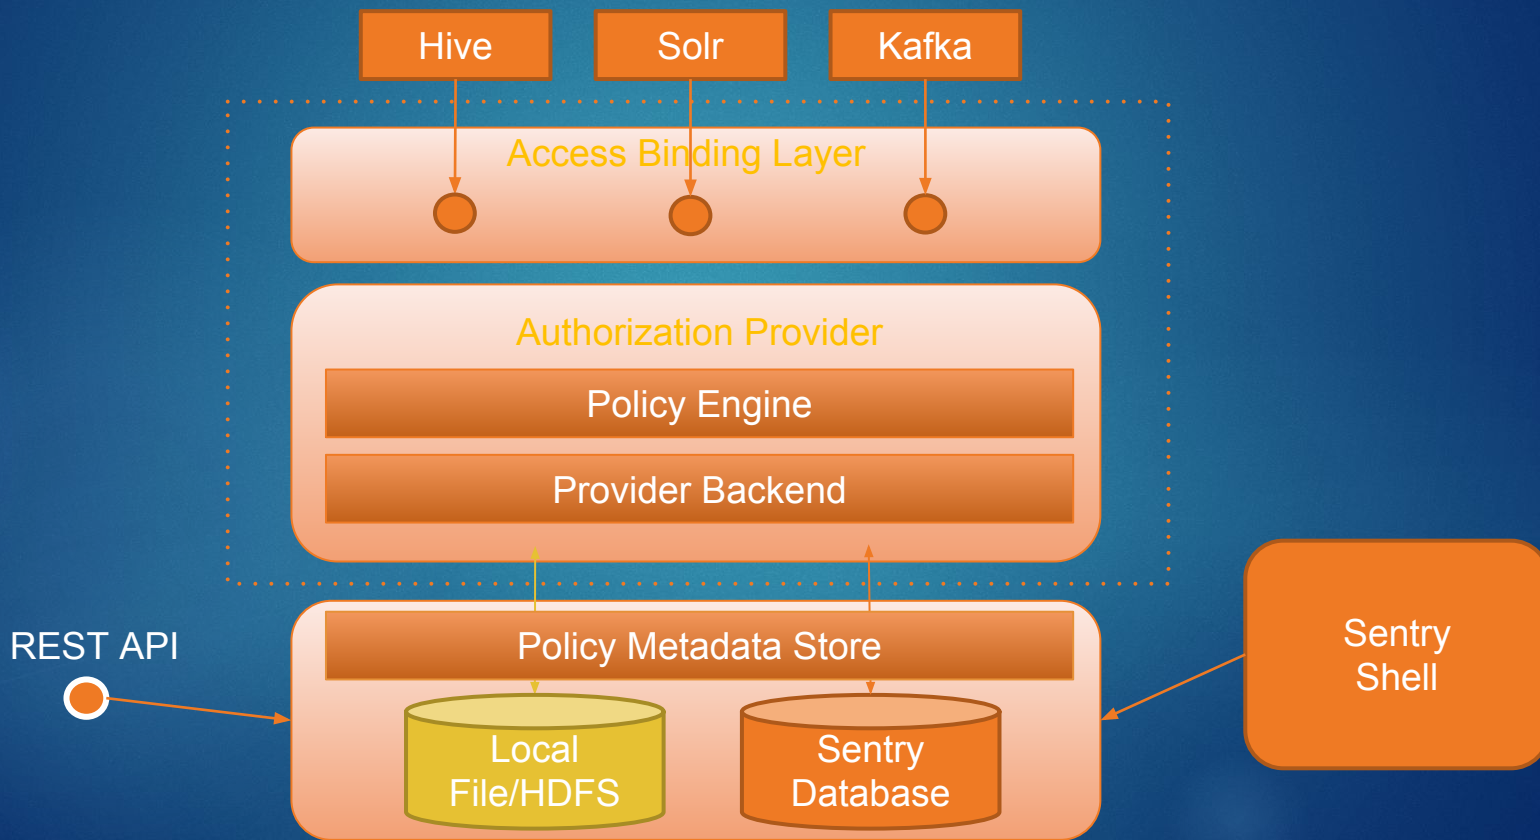 Hive
Solr
Kafka
Access Binding Layer
Authorization Provider
Policy Engine
Provider Backend
REST API
Policy Metadata Store
Local
File/HDFS
Sentry
Database
Sentry
Shell